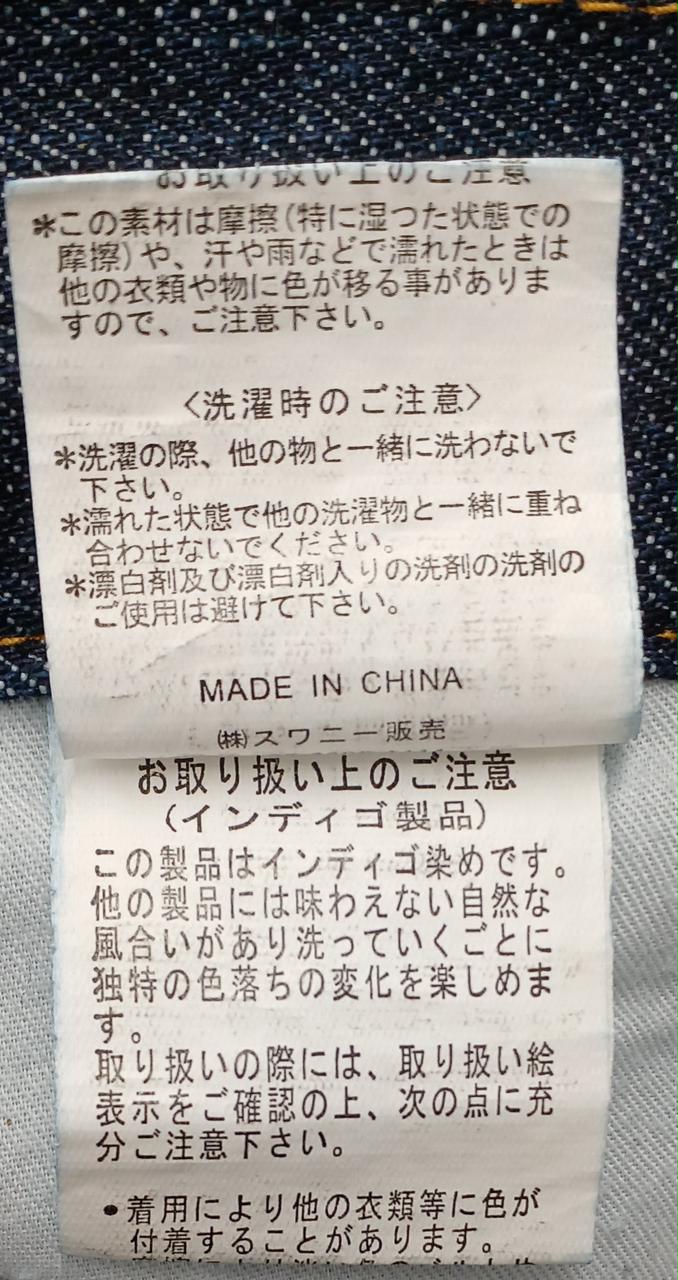 お取り扱い上のご注意
＊この素材は摩擦(特に湿つた状態での
摩擦)や、汗や雨などで濡れたときは
他の衣類や物に色が移る事がありま
すので、ご注意下さい。
〈洗濯時のご注意〉
＊洗濯の際、他の物と一緒に洗わないで
下さい。
＊濡れた状態で他の洗濯物と一緒に重ね
合わせないでください。
＊漂白剤及び漂白剤入りの洗剤の洗剤の
ご使用は避けて下さい。
MADE IN CHINA
㈱スワニー販売
お取り扱い上のご注意
(インディゴ製品)
この製品はインディゴ染めです。
他の製品には味わえない自然な
風合いがあり洗っていくごとに
独特の色落ちの変化を楽しめま
す。
取り扱いの際には、取り扱い絵
表示をご確認の上、次の点に充
分ご注意下さい。
•着用により他の衣類等に色が
付着することがあります。